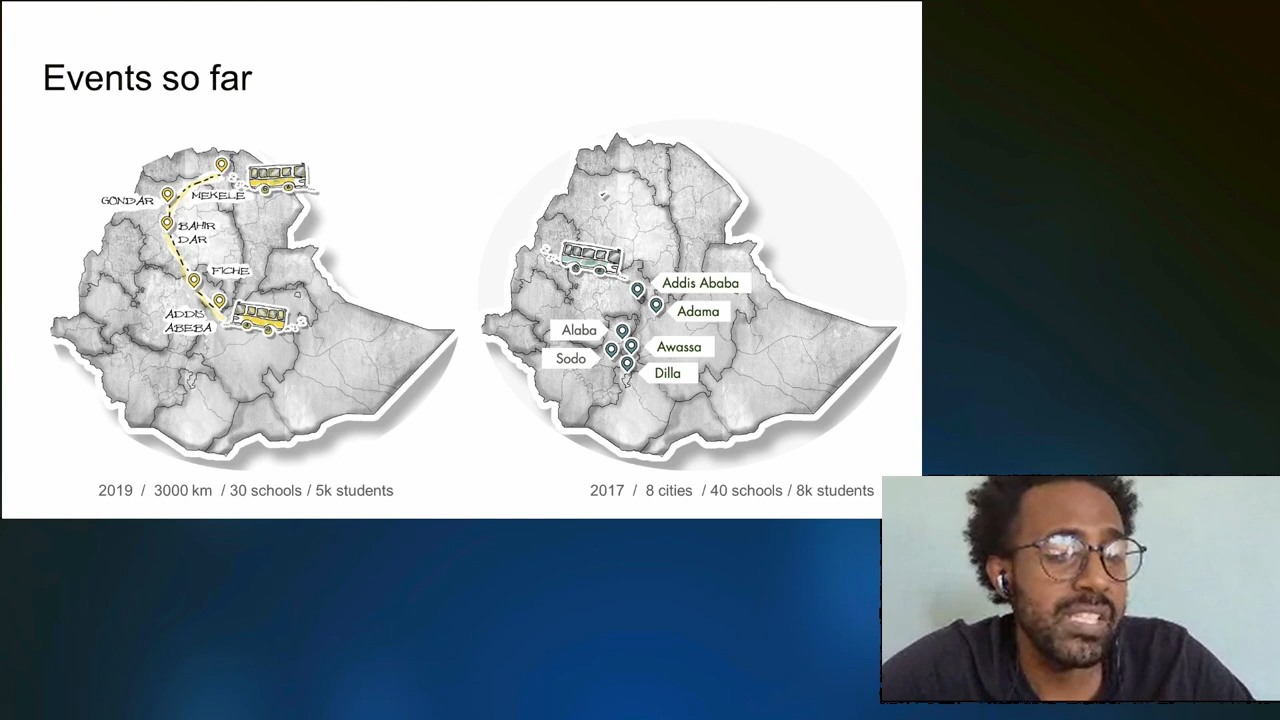 Events so far
GONDAR
MEKELE
BAHIR
DAR
FICHE
ADDIS
ABEBA
2019 / 3000 km / 30 schools / 5k students
Addis Ababa
Adama
Alaba
Awassa
Sodo
Dilla
2017 / 8 cities / 40 schools / 8k students